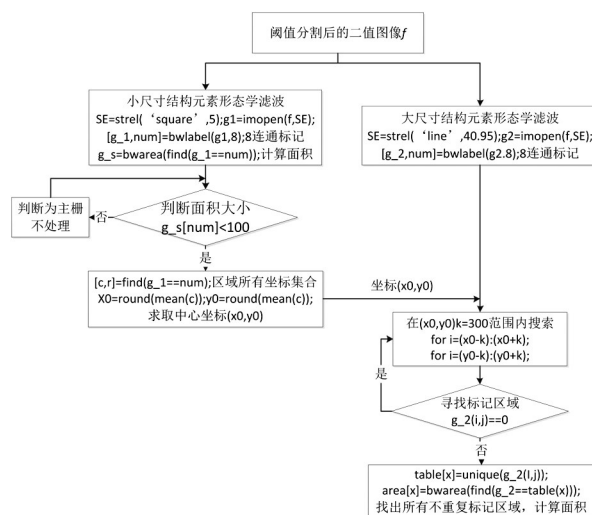 阈值分割后的二值图像f
小尺寸结构元素形态学滤波
SE=strel(‘square’,5);g1=imopen(f,SE);
[g_1,num]=bwlabel(g1,8);8连通标记
g_s=bwarea(find(g_1==num));计算面积
大尺寸结构元素形态学滤波
SE=strel(‘line’,40.95);g2=imopen(f,SE);
[g_2,num]=bwlabel(g2.8);8连通标记
判断为主栅
不处理
否
判断面积大小
g_s[num]<100
是
[c,r]=find(g_1==num);区域所有坐标集合
X0=round(mean(c));y0=round(mean(c));
求取中心坐标(x0,y0)
坐标(x0,y0)
在(x0,y0)k=300范围内搜索
for i=(x0-k):(x0+k);
for i=(y0-k):(y0+k);
是
寻找标记区域
g_2(i,j)==0
否
table[x]=unique(g_2(I,j));
area[x]=bwarea(find(g_2==table(x)));
找出所有不重复标记区域，计算面积